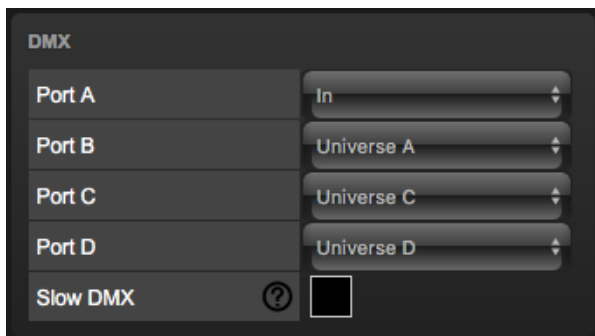 DMX
Port A In
Port B Universe A
Port C Universe C
Port D Universe D
Slow DMX ?